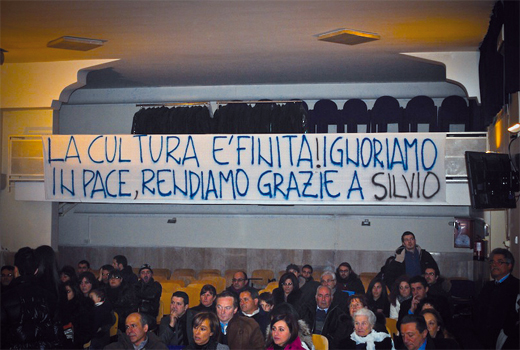 LA CULTURA E' FINITA!! IGNORIAMO
IN PACE, RENDIAMO GRAZIE A SILVIO